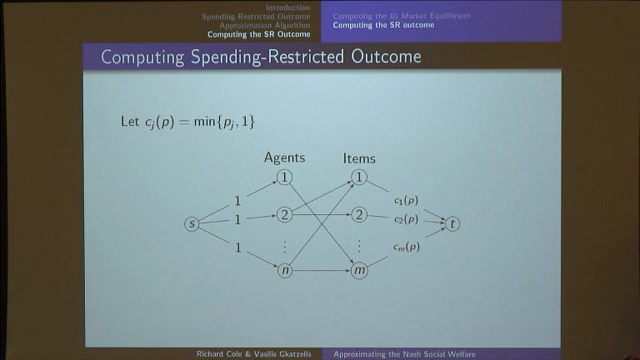 Introduction
Spending-Restricted Outcome
Approximation Algorithm
Computing the SR Outcome
Computing the EG Market Equilibrium
Computing the SR outcome
Computing Spending-Restricted Outcome
Let c_j(p) = min{p_j, 1}
Agents Items
1 1
1 c_1(p)
s 1 2 2 c_2(p) t
⋮ ⋮
1 c_m(p)
n m
Richard Cole & Vasilis Gkatzelis Approximating the Nash Social Welfare